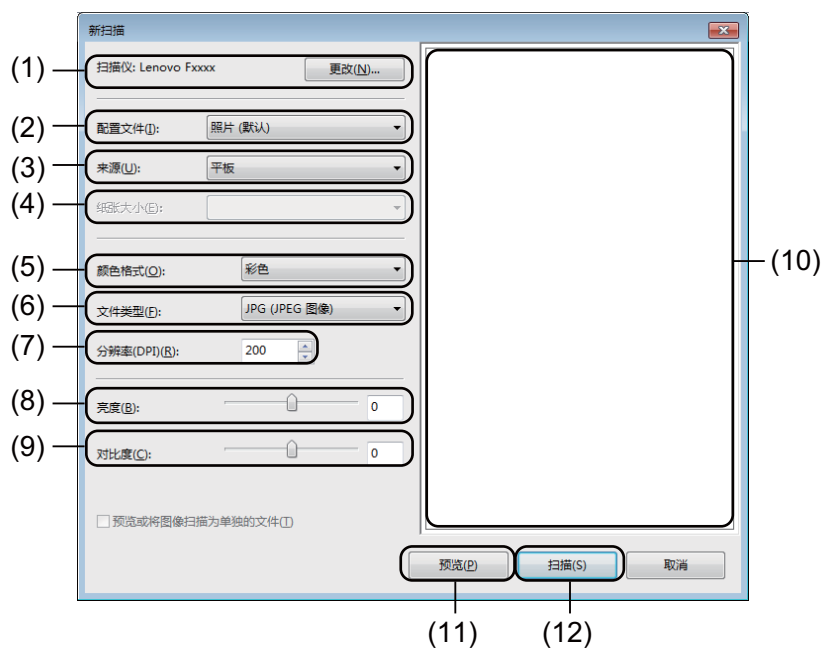 新扫描
(1) 扫描仪: Lenovo Fxxxx 更改(N)...
(2) 配置文件(I): 照片 (默认)
(3) 来源(U): 平板
(4) 纸张大小(E):
(5) 颜色格式(O): 彩色
(6) 文件类型(F): JPG (JPEG 图像)
(7) 分辨率(DPI)(R): 200
(8) 亮度(B): 0
(9) 对比度(C): 0
(10)
预览或将图像扫描为单独的文件(T)
预览(P) 扫描(S) 取消
(11) (12)